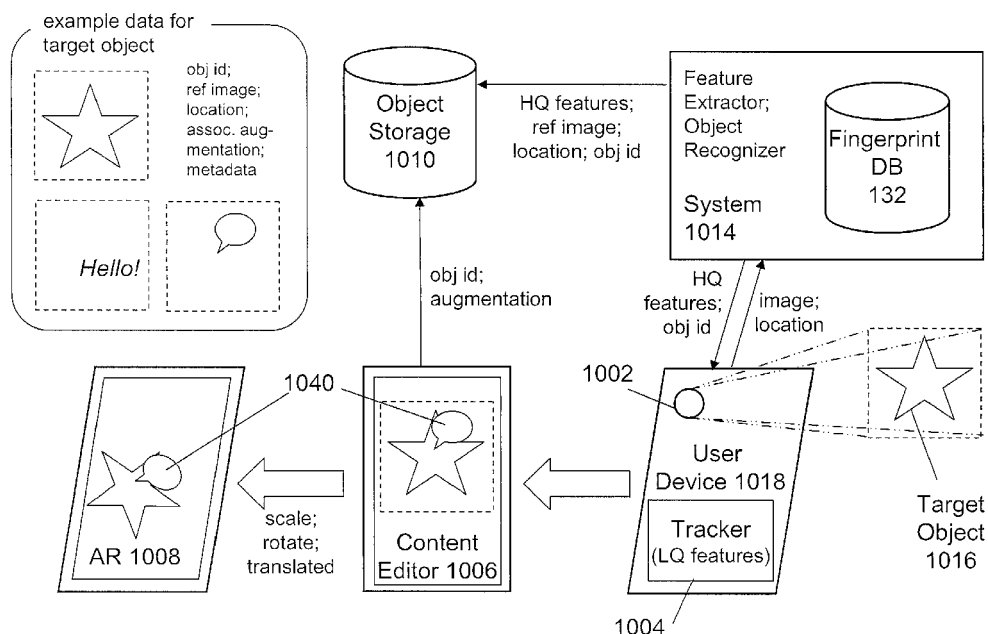 example data for
target object
obj id;
ref image;
location;
assoc. aug-
mentation;
metadata
Hello!
Object
Storage
1010
HQ features;
ref image;
location; obj id
Feature
Extractor;
Object
Recognizer
System
1014
Fingerprint
DB
132
obj id;
augmentation
HQ
features;
obj id
image;
location
1040
1002
AR 1008
scale;
rotate;
translated
Content
Editor 1006
User
Device 1018
Tracker
(LQ features)
1004
Target
Object
1016